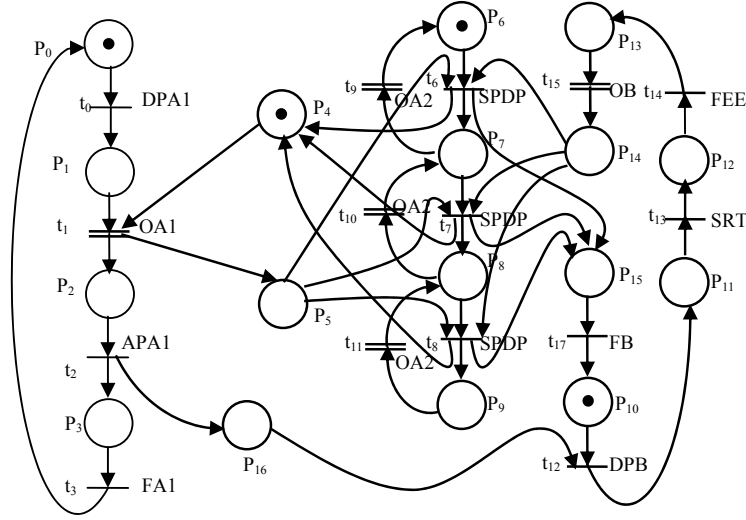 P0
t0 DPA1
P1
t1 OA1
P2
t2 APA1
P3
t3 FA1
P4
P5
P16
P6
t9 OA2 t6 SPDP
P7
t10 OA2 t7 SPDP
P8
t11 OA2 t8 SPDP
P9
P13
t15 OB
P14
P15
t17 FB
P10
t12 DPB
t14 FEE
P12
t13 SRT
P11